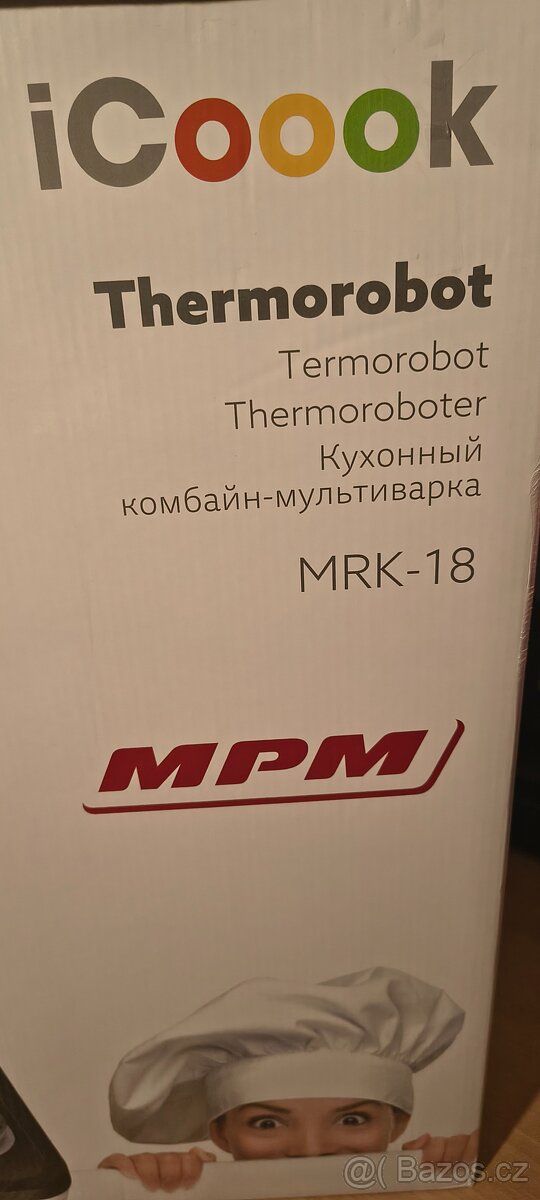 iCoook
Thermorobot
Termorobot
Thermoroboter
Кухонный
комбайн-мультиварка
MRK-18
MPM
@( Bazos.cz